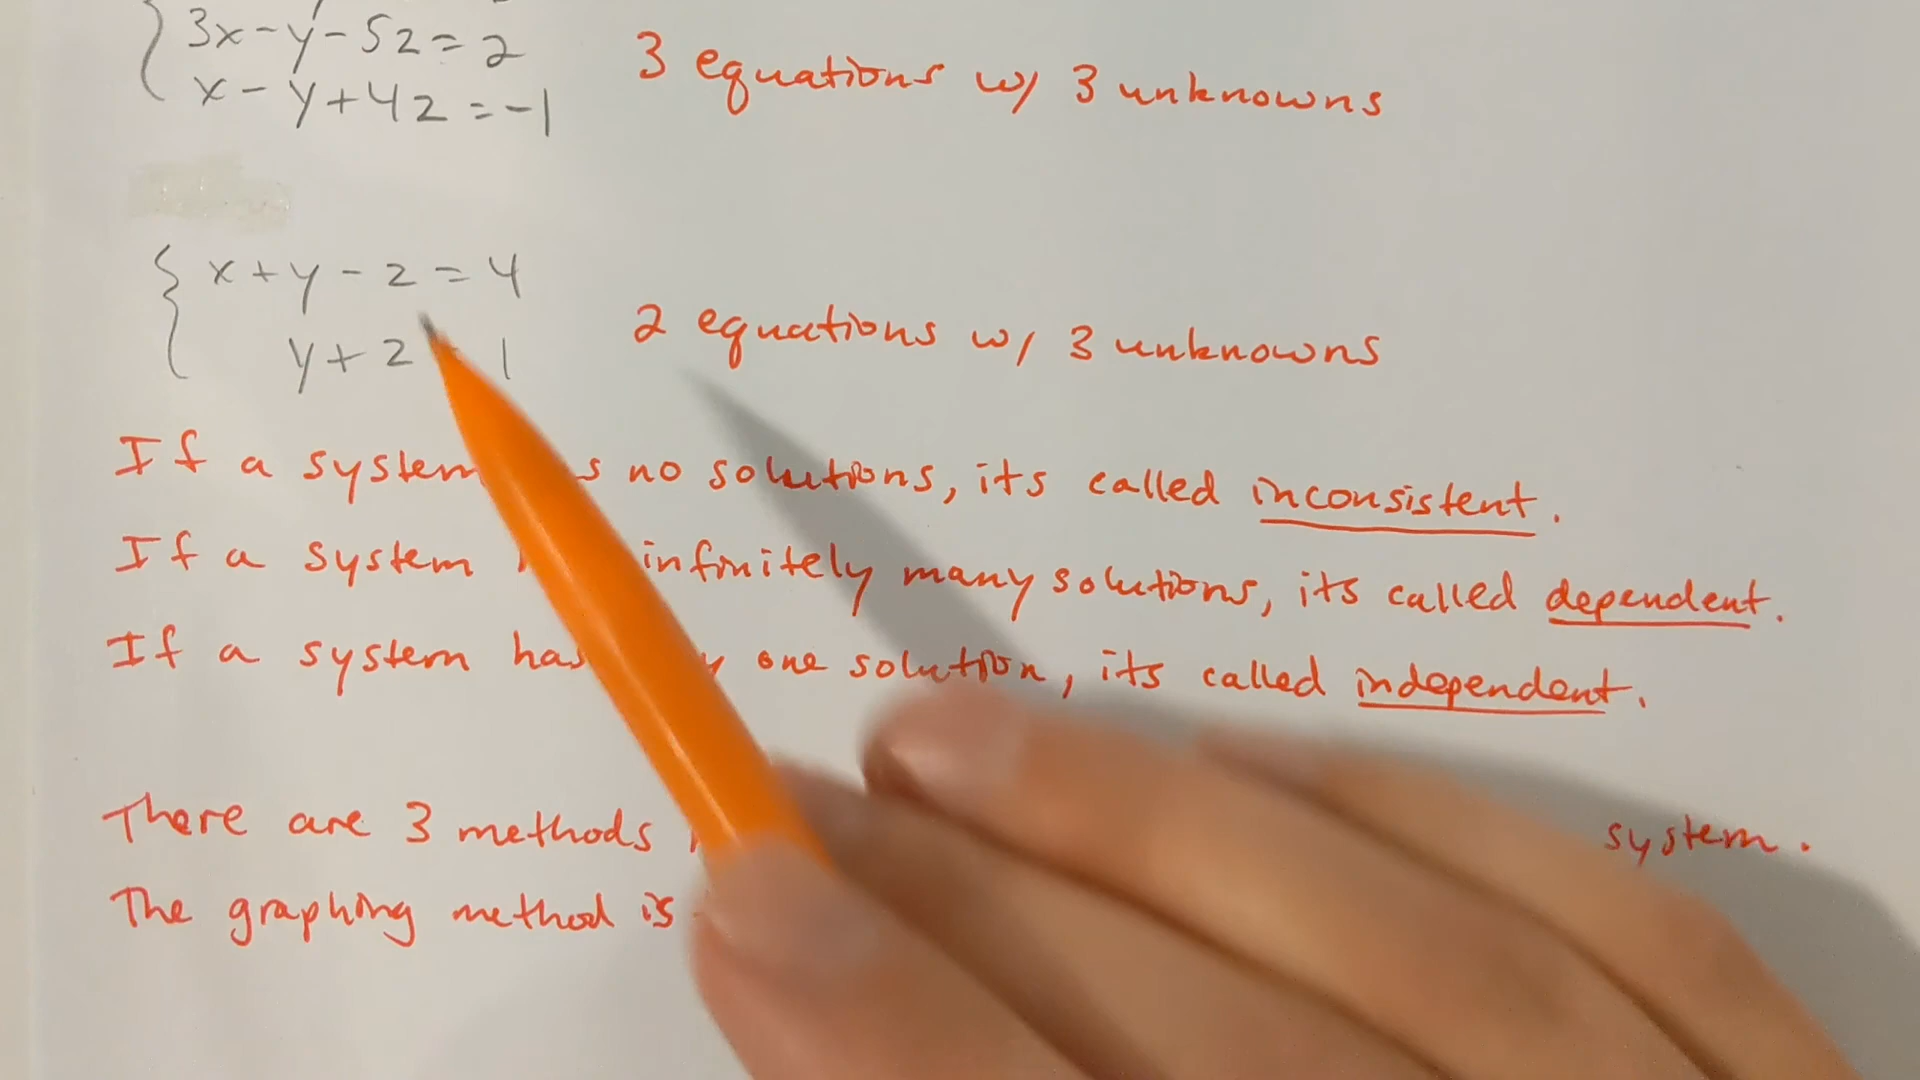 3x-y-5z=2
x-y+4z=-1
3 equations w/ 3 unknowns
x+y-z=4
y+z 1
2 equations w/ 3 unknowns
If a system no solutions, its called inconsistent.
If a system infinitely many solutions, its called dependent.
If a system has one solution, its called independent.
There are 3 methods system.
The graphing method is